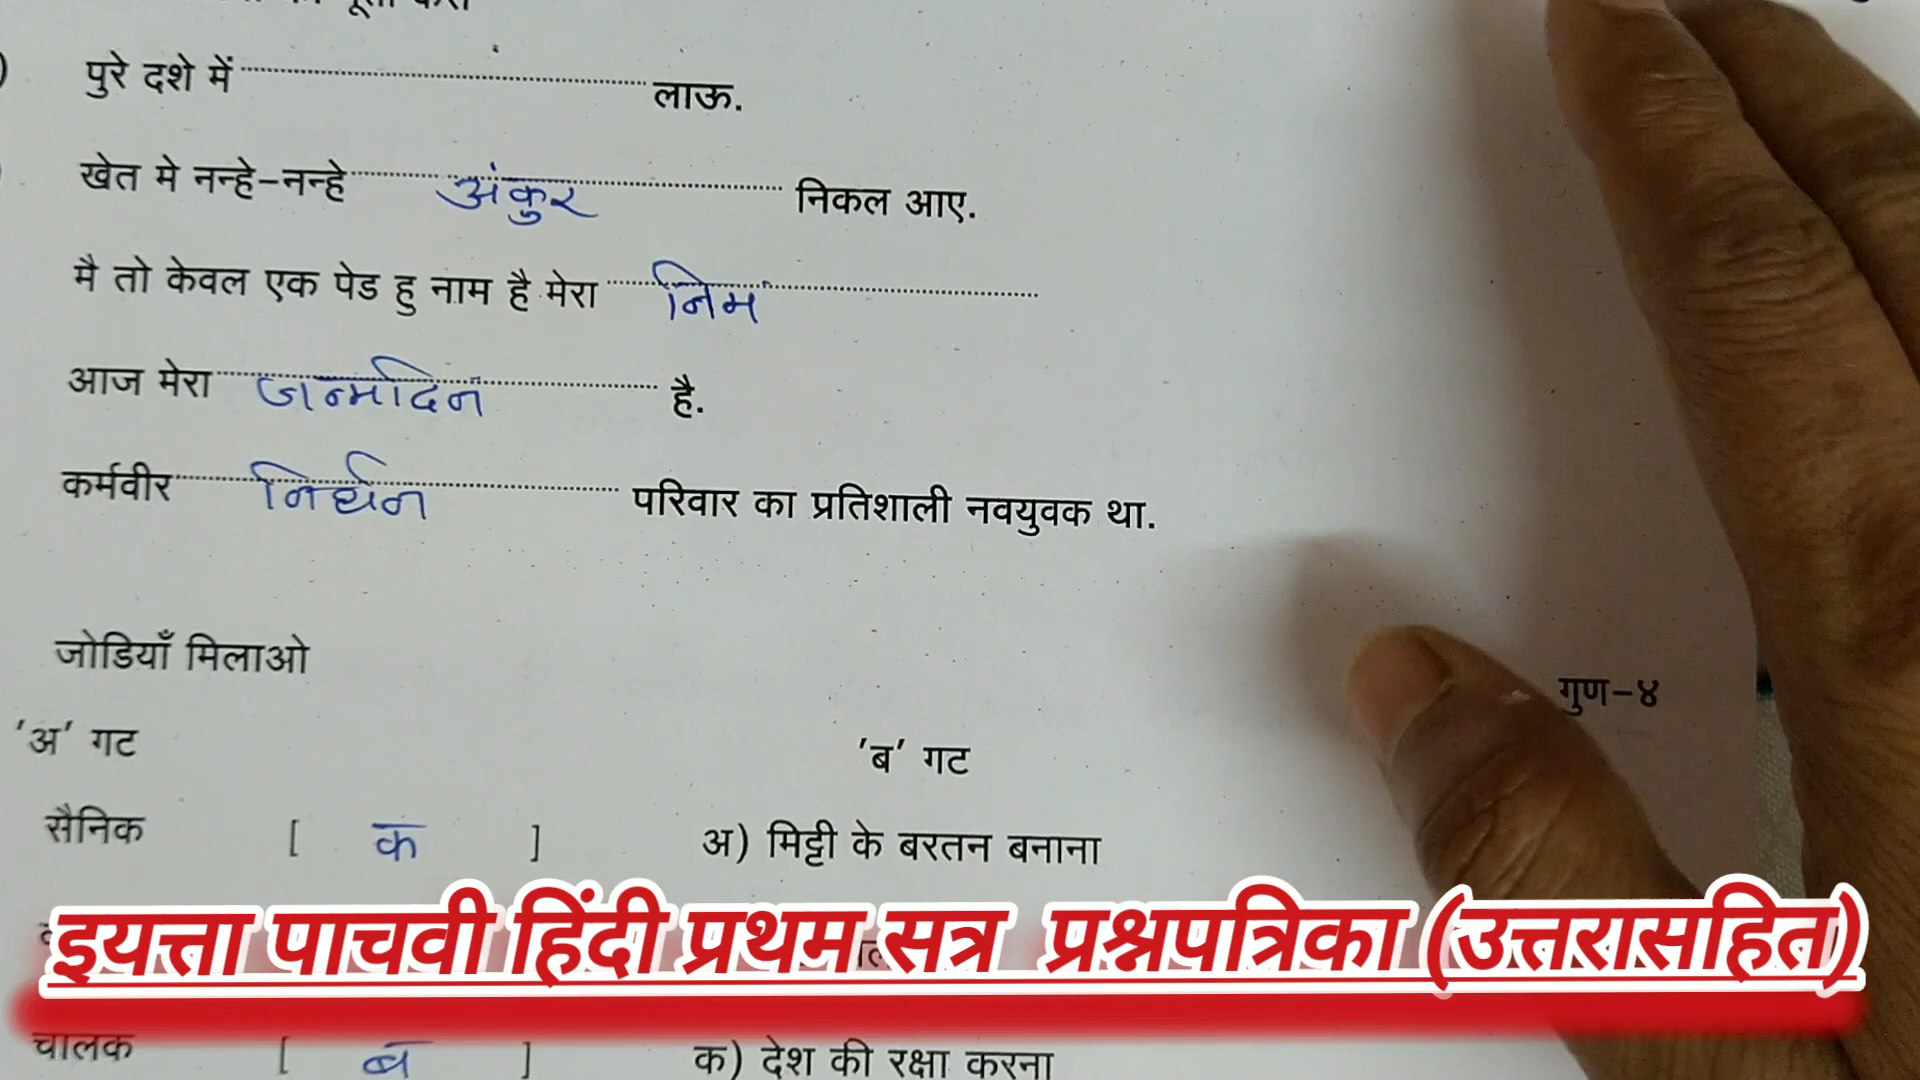 पुरे दशे में ........ लाऊ.
खेत मे नन्हे-नन्हे अंकुर निकल आए.
मै तो केवल एक पेड हु नाम है मेरा निम
आज मेरा जन्मदिन है.
कर्मवीर निर्धन परिवार का प्रतिशाली नवयुवक था.
जोडियाँ मिलाओ
गुण-४
'अ' गट 'ब' गट
सैनिक [ क ] अ) मिट्टी के बरतन बनाना
इयत्ता पाचवी हिंदी प्रथम सत्र प्रश्नपत्रिका (उत्तरासहित)
चालक [ ब ] क) देश की रक्षा करना